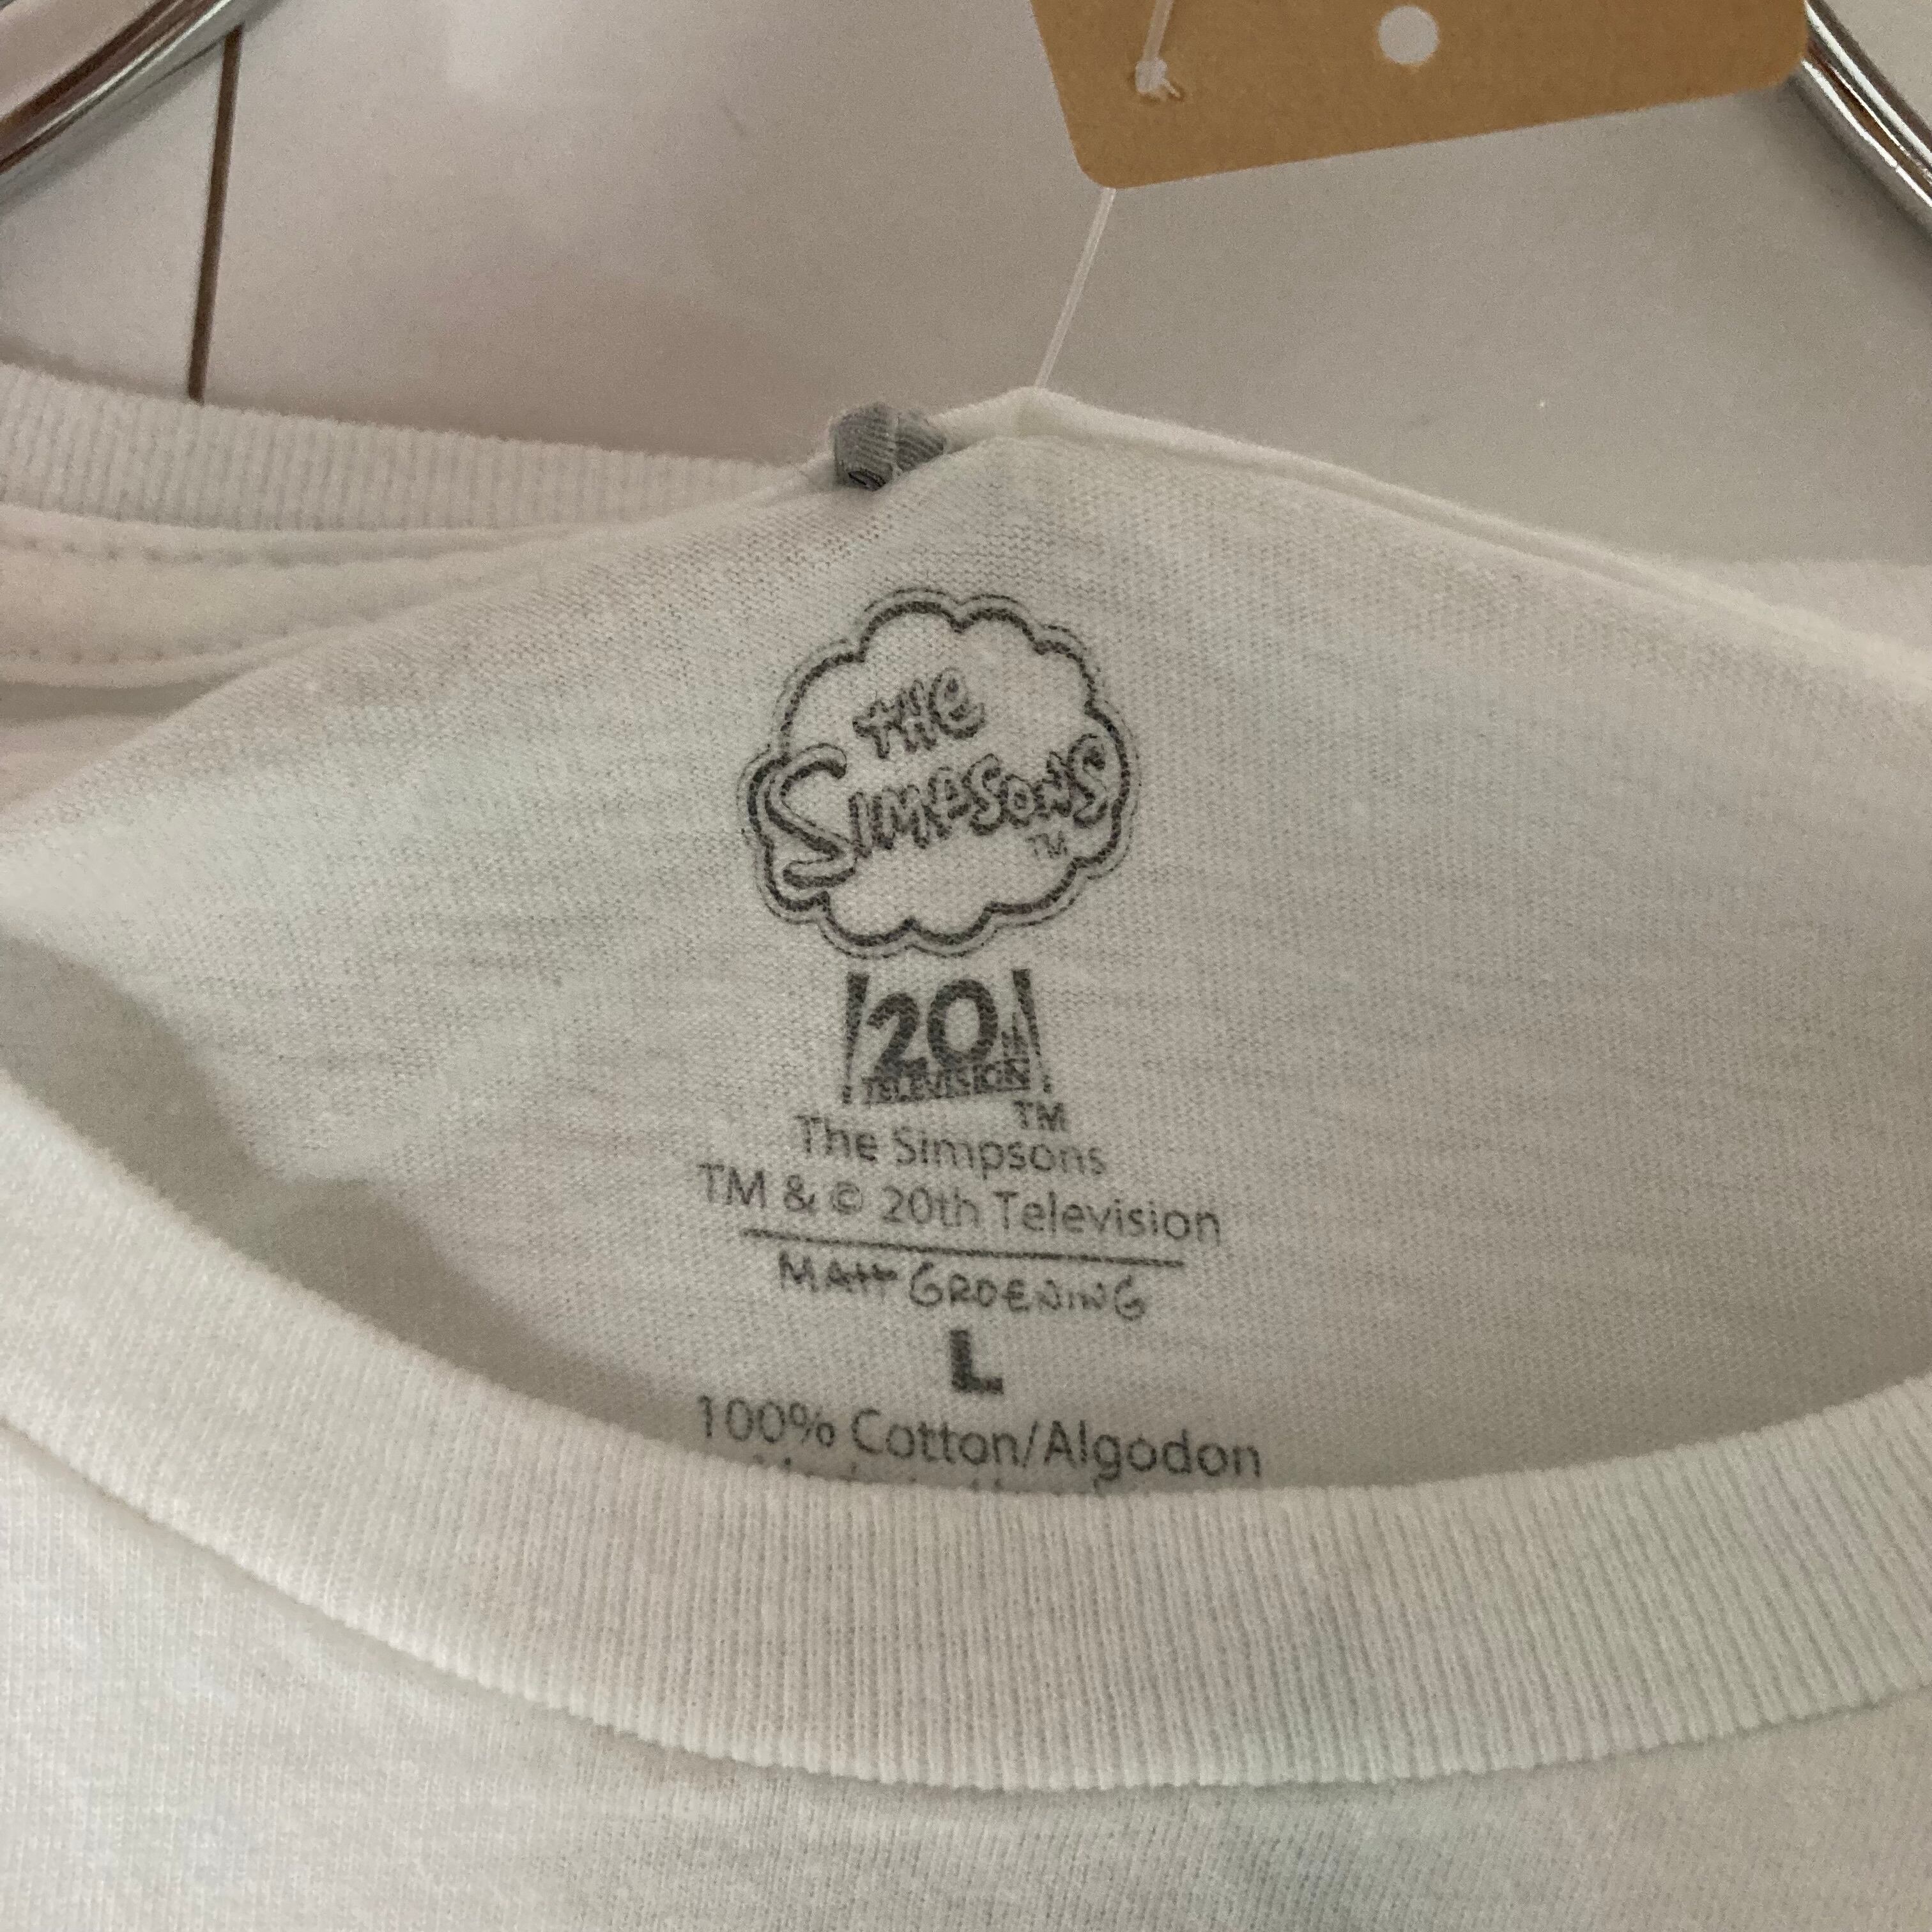 THE
SIMPSONS
TM
20th
TELEVISION
TM
The Simpsons
TM & © 20th Television
MATT GROENING
L
100% Cotton/Algodon